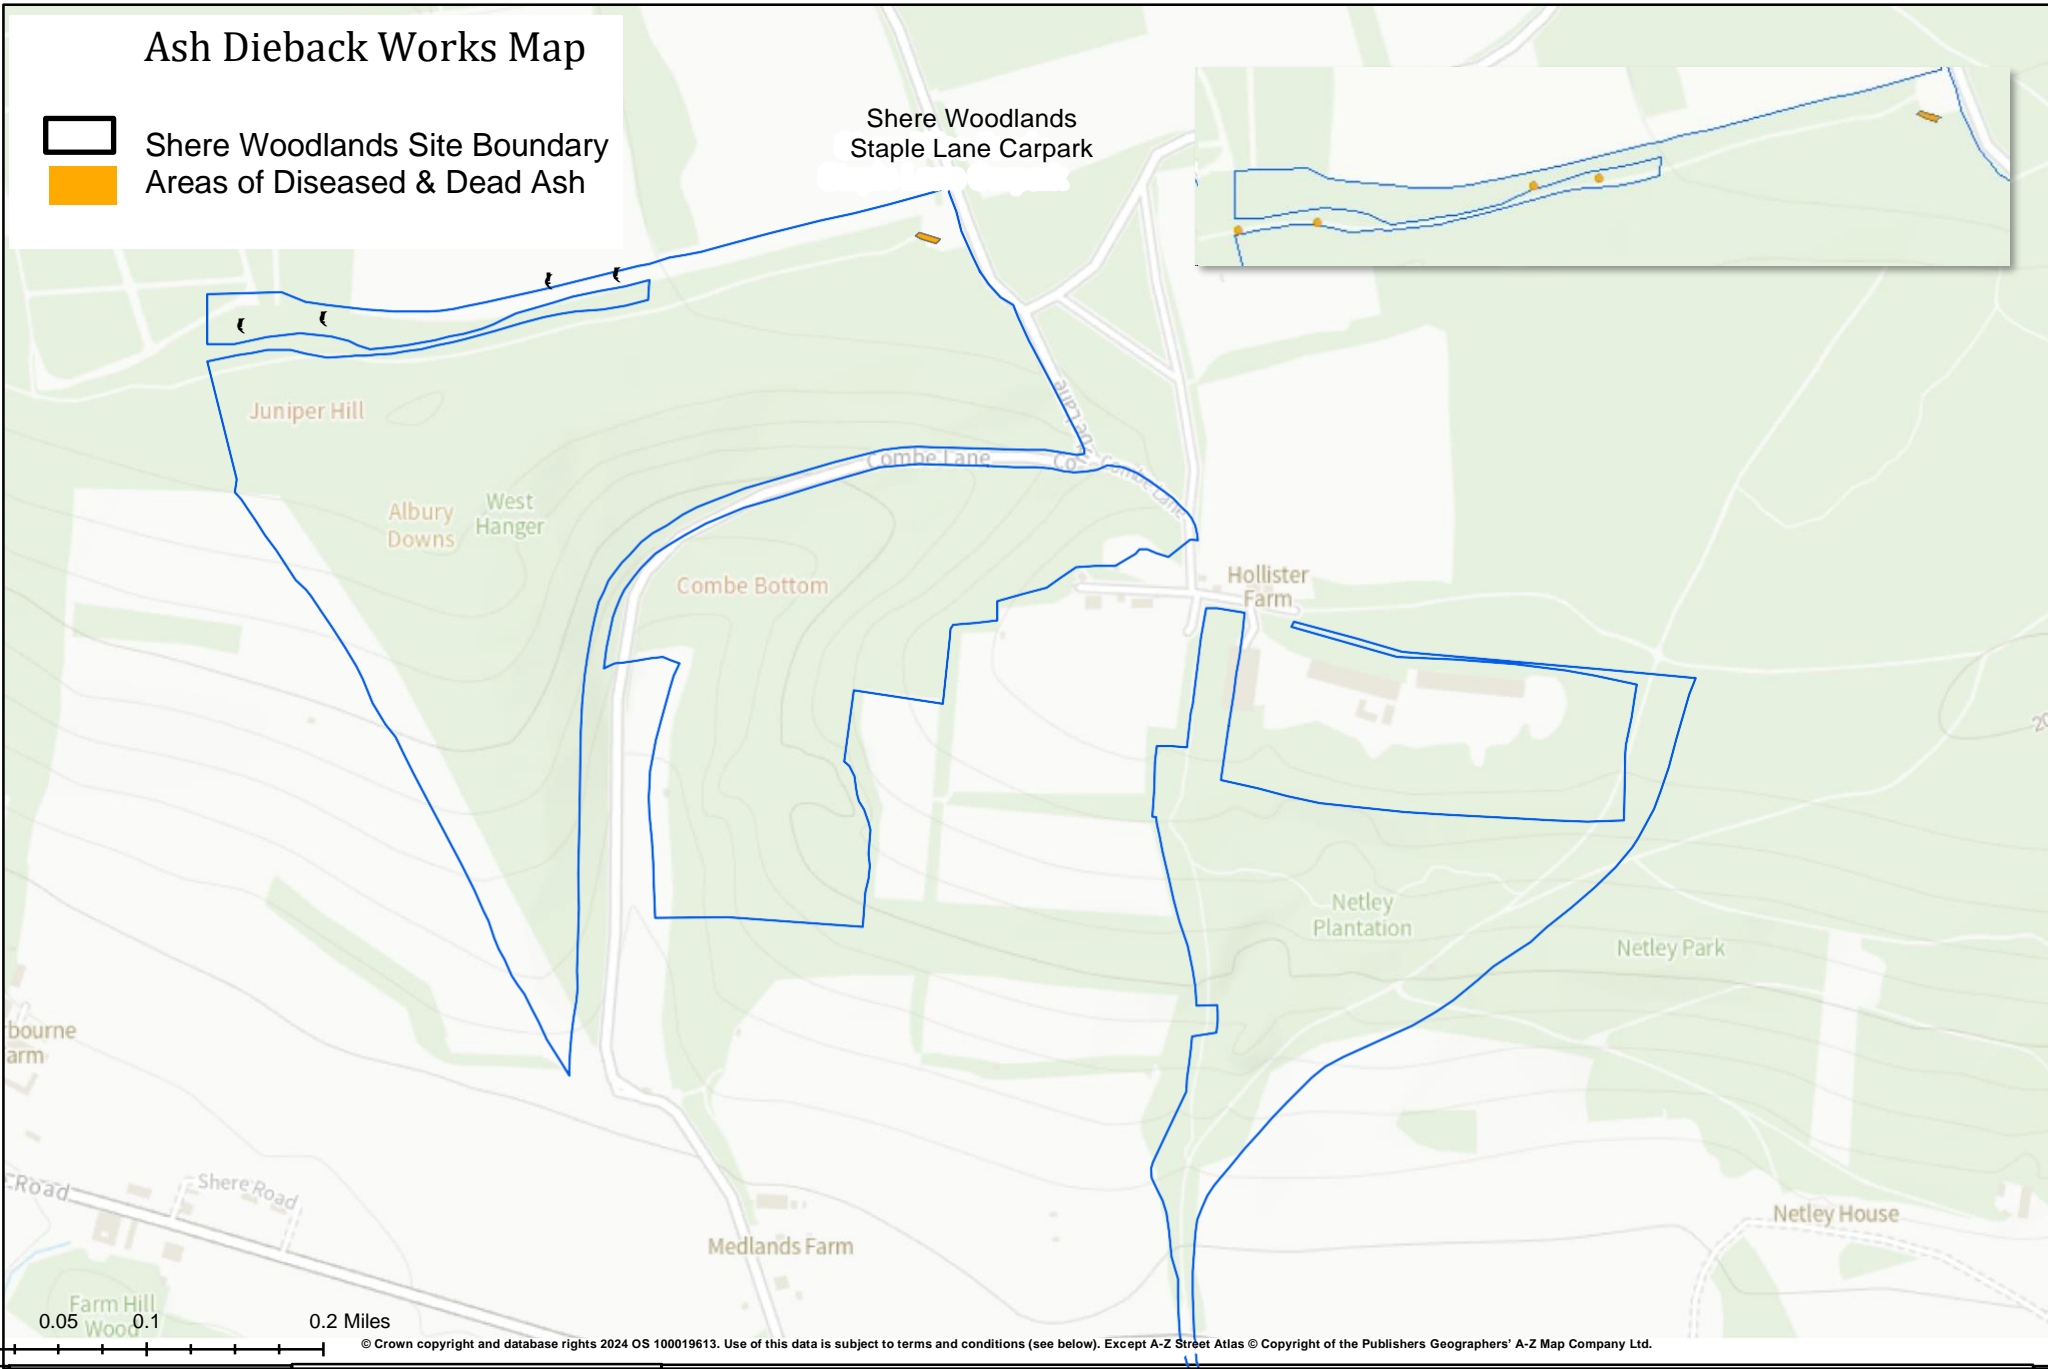 Ash Dieback Works Map
Shere Woodlands Site Boundary
Areas of Diseased & Dead Ash
Shere Woodlands
Staple Lane Carpark
Juniper Hill
Albury
Downs
West
Hanger
Combe Lane
Co
Combe Lane
Combe Bottom
Hollister
Farm
Netley
Plantation
Netley Park
20
bourne
arm
Road
Shere Road
Medlands Farm
Netley House
Farm Hill
Wood
0.05
0.1
0.2 Miles
© Crown copyright and database rights 2024 OS 100019613. Use of this data is subject to terms and conditions (see below). Except A-Z Street Atlas © Copyright of the Publishers Geographers' A-Z Map Company Ltd.